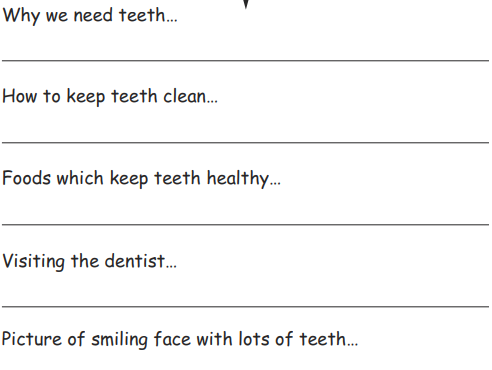 Why we need teeth...
How to keep teeth clean...
Foods which keep teeth healthy...
Visiting the dentist...
Picture of smiling face with lots of teeth...